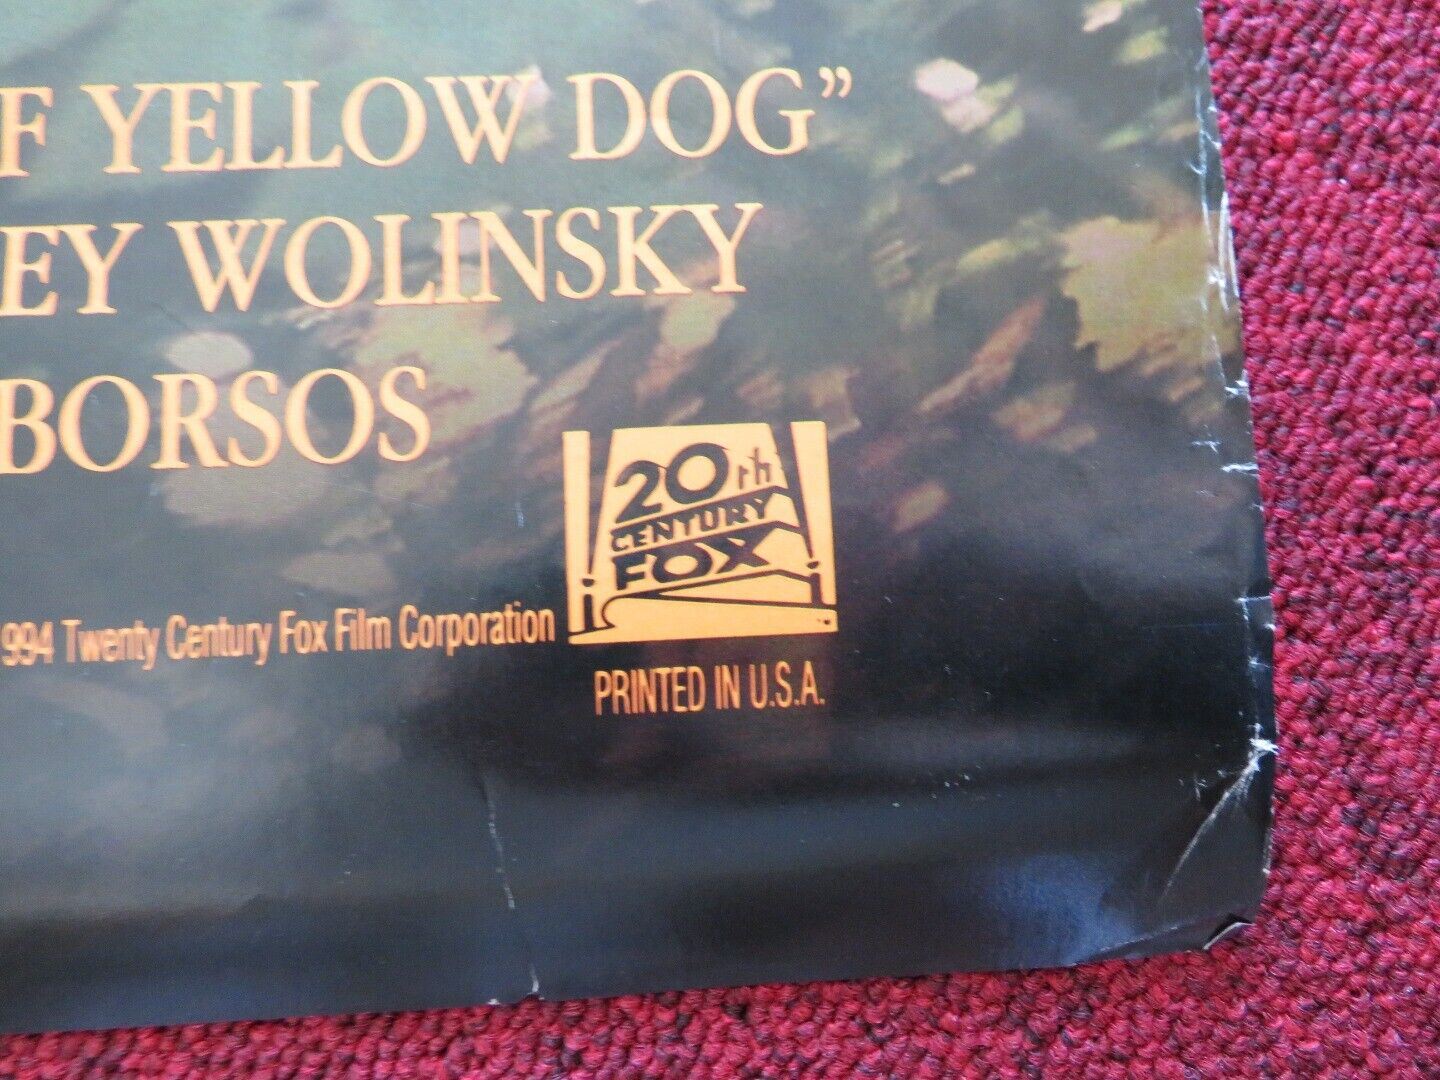 F YELLOW DOG”
EY WOLINSKY
BORSOS
20th
CENTURY
FOX
994 Twenty Century Fox Film Corporation
PRINTED IN U.S.A.